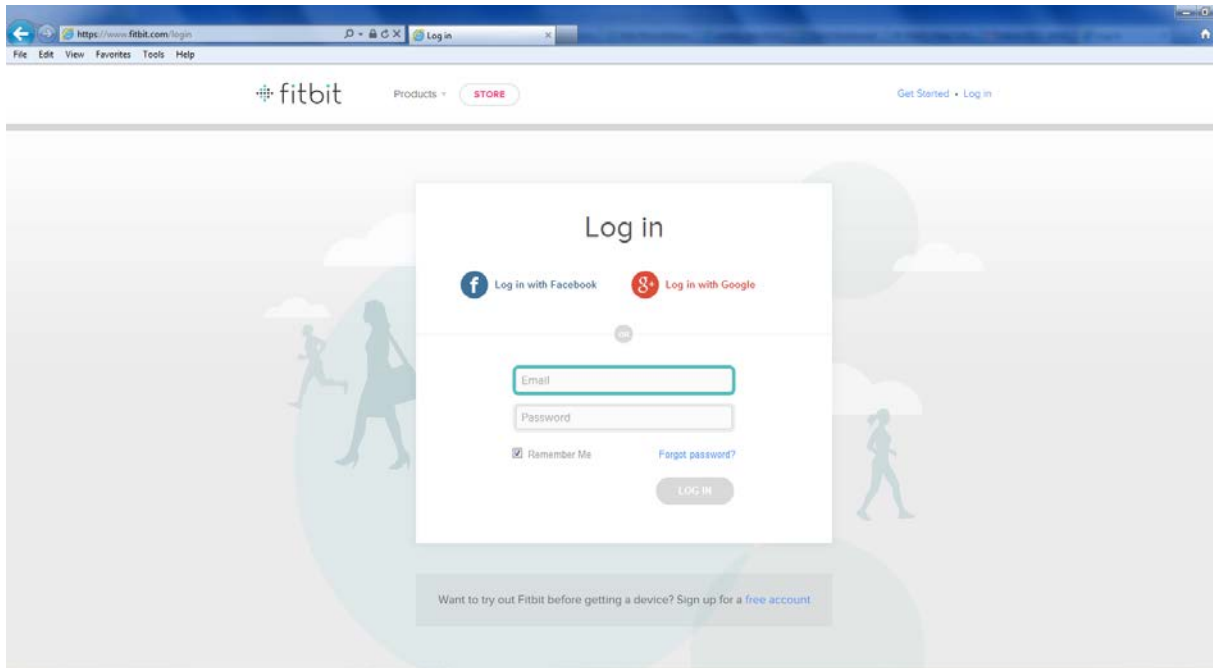 https://www.fitbit.com/login
Log in
File Edit View Favorites Tools Help
fitbit Products STORE Get Started • Log in
Log in
Log in with Facebook Log in with Google
OR
Email
Password
Remember Me Forgot password?
LOG IN
Want to try out Fitbit before getting a device? Sign up for a free account